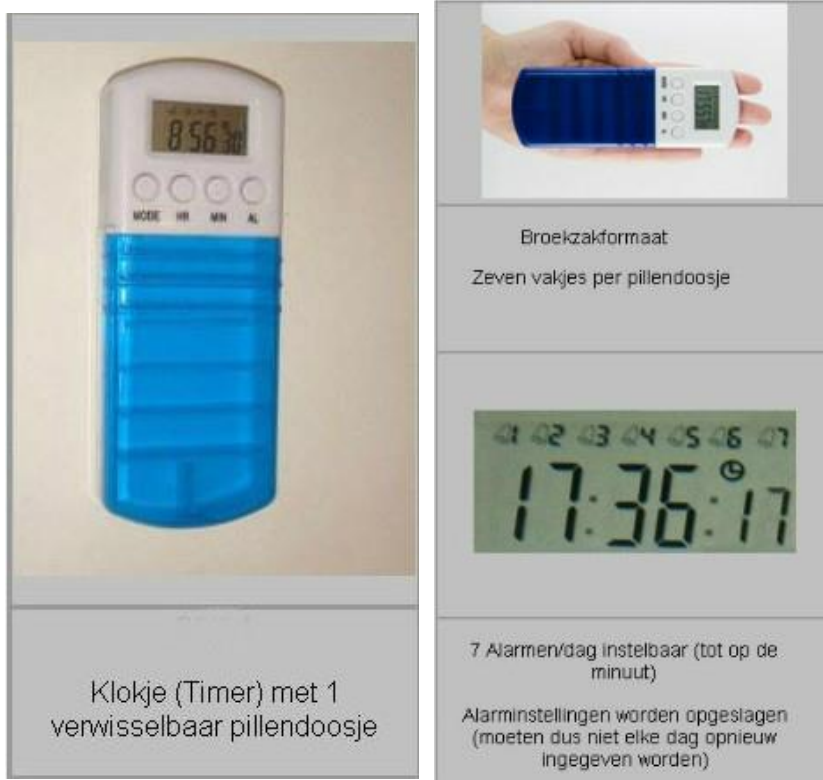 8:56 30
MODE HR MIN AL
Klokje (Timer) met 1
verwisselbaar pillendoosje
Broekzakformaat
Zeven vakjes per pillendoosje
1 2 3 4 5 6 7
17:36:17
7 Alarmen/dag instelbaar (tot op de
minuut)
Alarminstellingen worden opgeslagen
(moeten dus niet elke dag opnieuw
ingegeven worden)